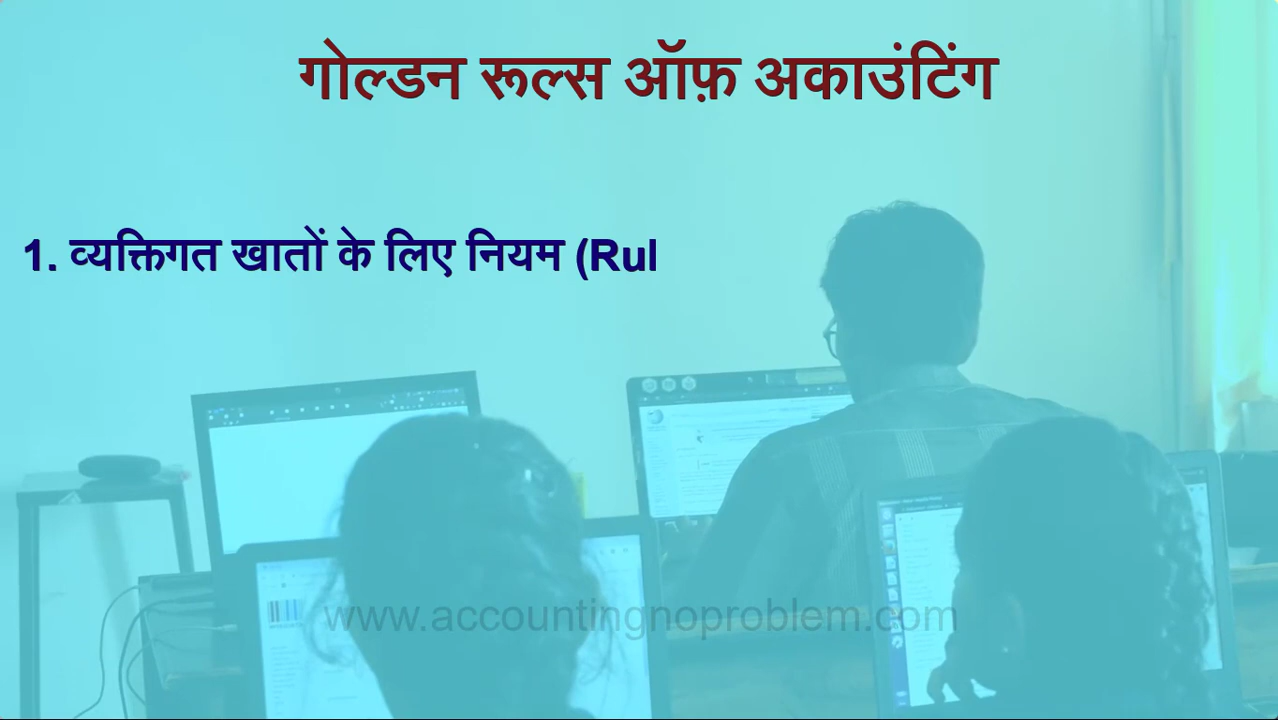 गोल्डन रूल्स ऑफ़ अकाउंटिंग
1. व्यक्तिगत खातों के लिए नियम (Rul
www.accountingnoproblem.com